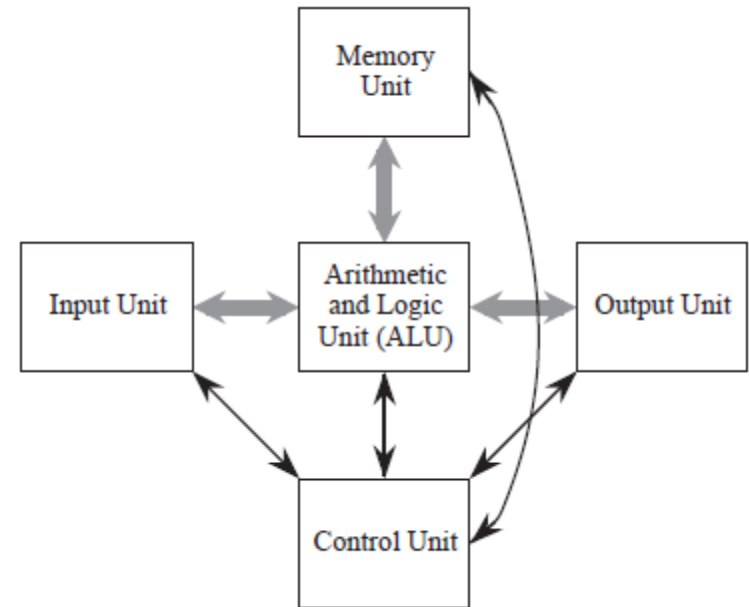 Memory
Unit
Input Unit
Arithmetic
and Logic
Unit (ALU)
Output Unit
Control Unit